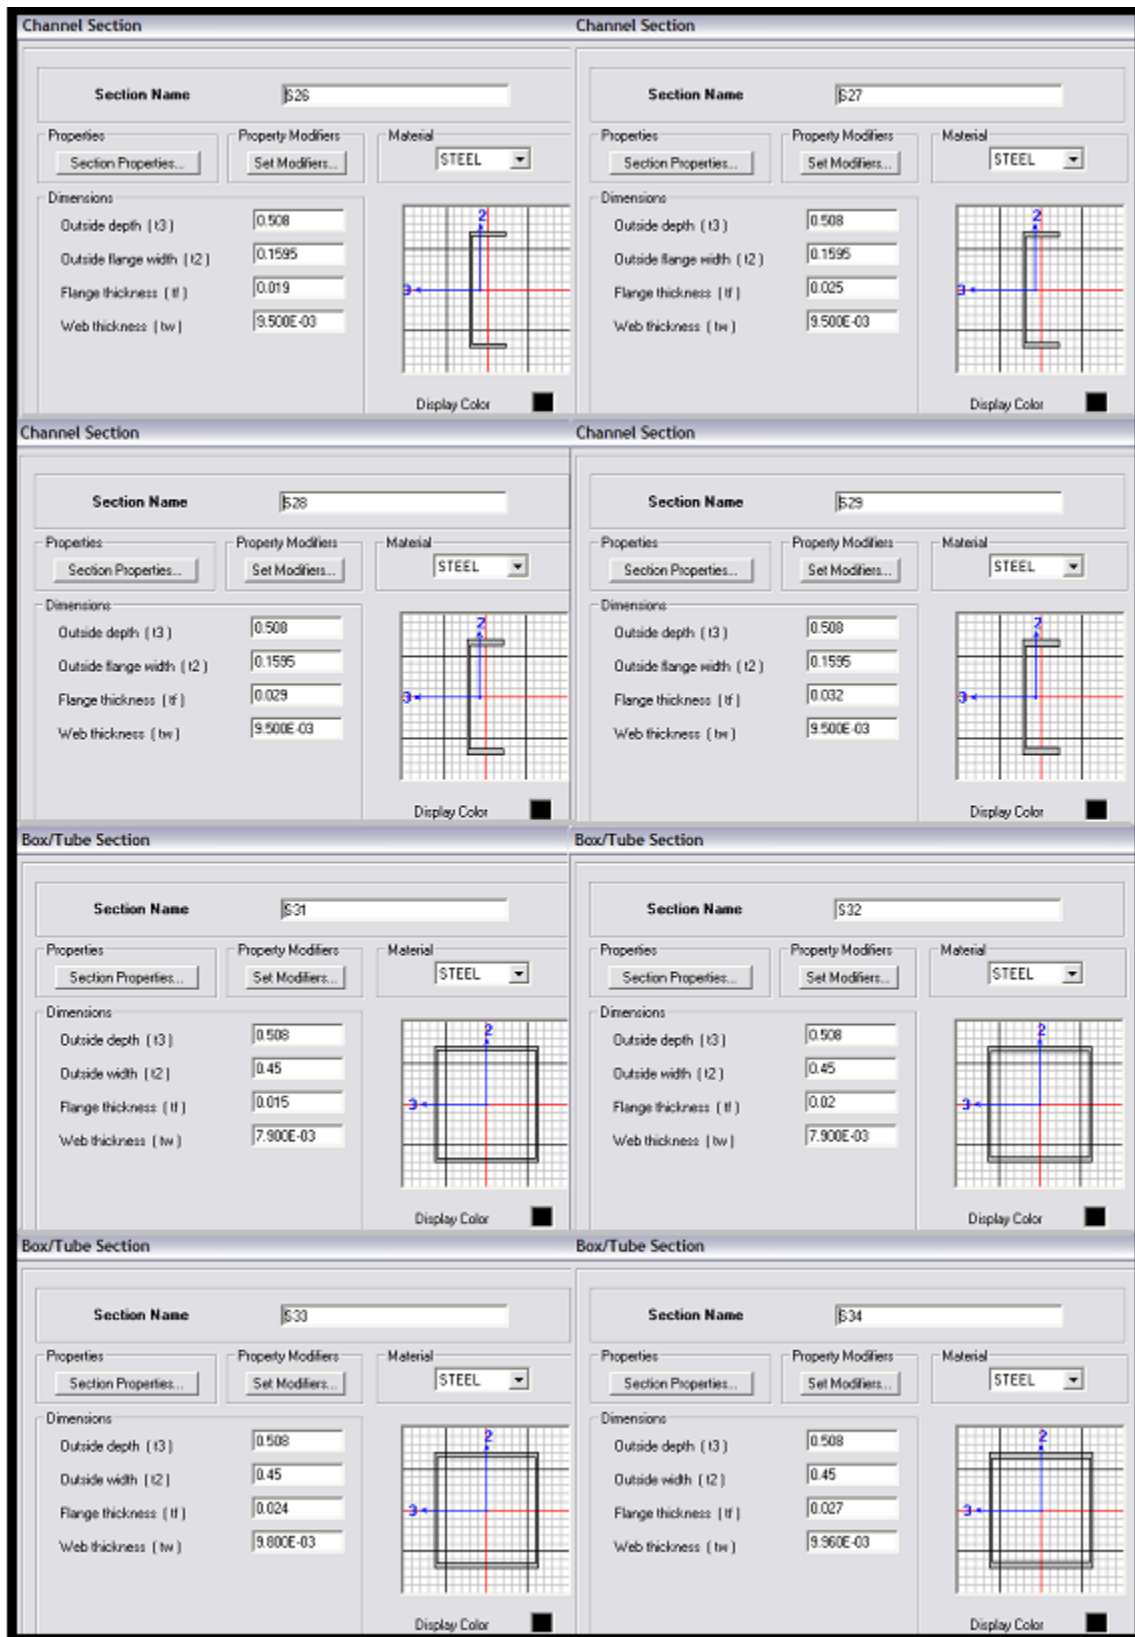 Channel Section
Section Name S26
Properties Property Modifiers Material
Section Properties... Set Modifiers... STEEL
Dimensions
Outside depth ( t3 ) 0.508
Outside flange width ( t2 ) 0.1595
Flange thickness ( tf ) 0.019
Web thickness ( tw ) 9.500E-03
2
3
Display Color
Channel Section
Section Name S27
Properties Property Modifiers Material
Section Properties... Set Modifiers... STEEL
Dimensions
Outside depth ( t3 ) 0.508
Outside flange width ( t2 ) 0.1595
Flange thickness ( tf ) 0.025
Web thickness ( tw ) 9.500E-03
2
3
Display Color
Channel Section
Section Name S28
Properties Property Modifiers Material
Section Properties... Set Modifiers... STEEL
Dimensions
Outside depth ( t3 ) 0.508
Outside flange width ( t2 ) 0.1595
Flange thickness ( tf ) 0.029
Web thickness ( tw ) 9.500E-03
2
3
Display Color
Channel Section
Section Name S29
Properties Property Modifiers Material
Section Properties... Set Modifiers... STEEL
Dimensions
Outside depth ( t3 ) 0.508
Outside flange width ( t2 ) 0.1595
Flange thickness ( tf ) 0.032
Web thickness ( tw ) 9.500E-03
2
3
Display Color
Box/Tube Section
Section Name S31
Properties Property Modifiers Material
Section Properties... Set Modifiers... STEEL
Dimensions
Outside depth ( t3 ) 0.508
Outside width ( t2 ) 0.45
Flange thickness ( tf ) 0.015
Web thickness ( tw ) 7.900E-03
2
3
Display Color
Box/Tube Section
Section Name S32
Properties Property Modifiers Material
Section Properties... Set Modifiers... STEEL
Dimensions
Outside depth ( t3 ) 0.508
Outside width ( t2 ) 0.45
Flange thickness ( tf ) 0.02
Web thickness ( tw ) 7.900E-03
2
3
Display Color
Box/Tube Section
Section Name S33
Properties Property Modifiers Material
Section Properties... Set Modifiers... STEEL
Dimensions
Outside depth ( t3 ) 0.508
Outside width ( t2 ) 0.45
Flange thickness ( tf ) 0.024
Web thickness ( tw ) 9.800E-03
2
3
Display Color
Box/Tube Section
Section Name S34
Properties Property Modifiers Material
Section Properties... Set Modifiers... STEEL
Dimensions
Outside depth ( t3 ) 0.508
Outside width ( t2 ) 0.45
Flange thickness ( tf ) 0.027
Web thickness ( tw ) 9.960E-03
2
3
Display Color